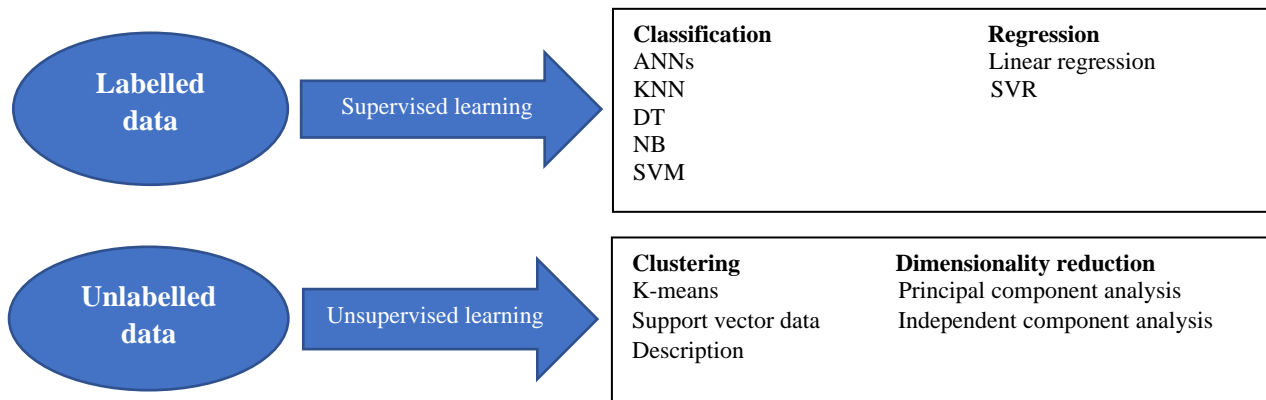 Labelled
data
Supervised learning
Classification
ANNs
KNN
DT
NB
SVM
Regression
Linear regression
SVR
Unlabelled
data
Unsupervised learning
Clustering
K-means
Support vector data
Description
Dimensionality reduction
Principal component analysis
Independent component analysis